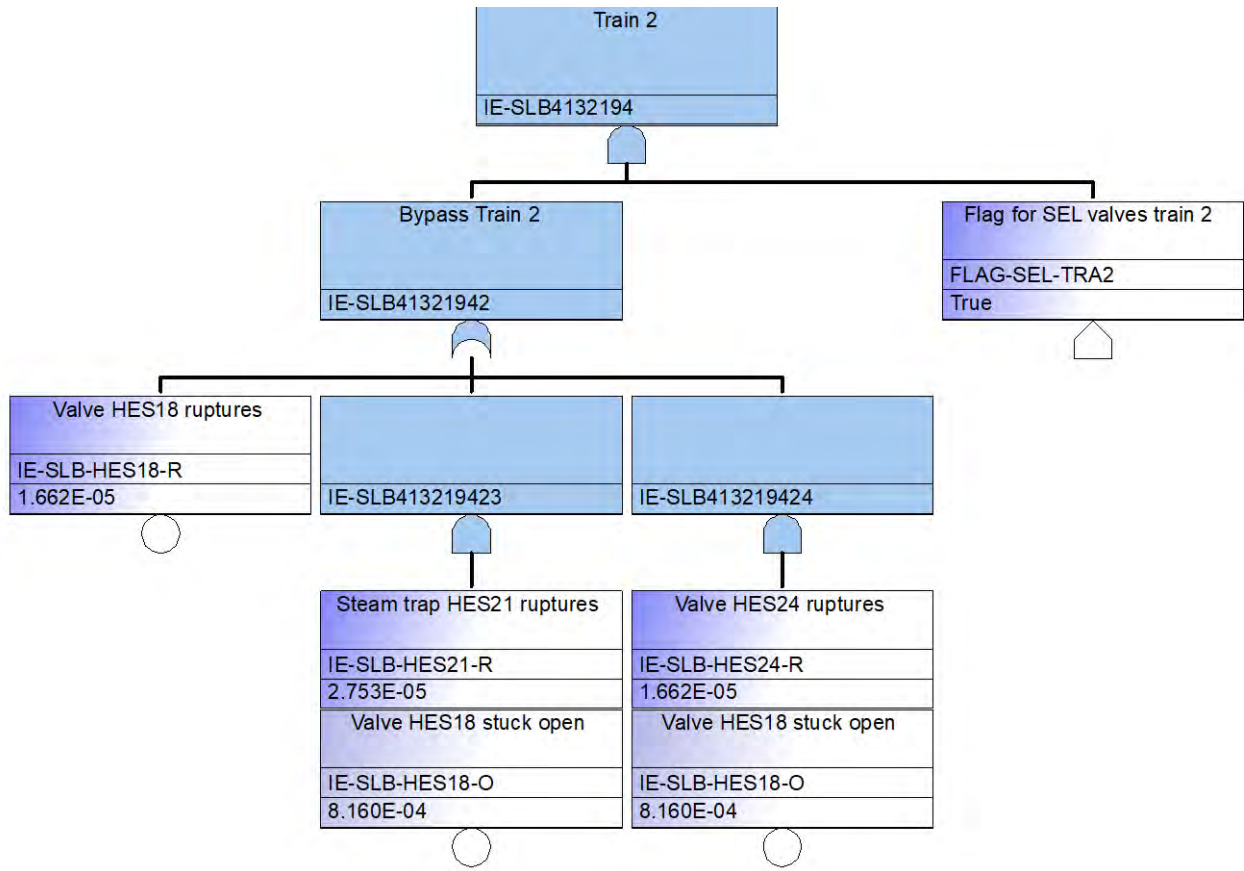 Train 2
IE-SLB4132194
Bypass Train 2
IE-SLB41321942
Flag for SEL valves train 2
FLAG-SEL-TRA2
True
Valve HES18 ruptures
IE-SLB-HES18-R
1.662E-05
IE-SLB413219423
IE-SLB413219424
Steam trap HES21 ruptures
IE-SLB-HES21-R
2.753E-05
Valve HES18 stuck open
IE-SLB-HES18-O
8.160E-04
Valve HES24 ruptures
IE-SLB-HES24-R
1.662E-05
Valve HES18 stuck open
IE-SLB-HES18-O
8.160E-04